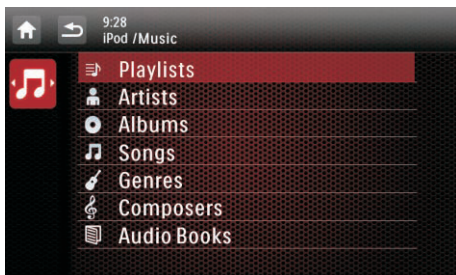 9:28
iPod /Music
Playlists
Artists
Albums
Songs
Genres
Composers
Audio Books